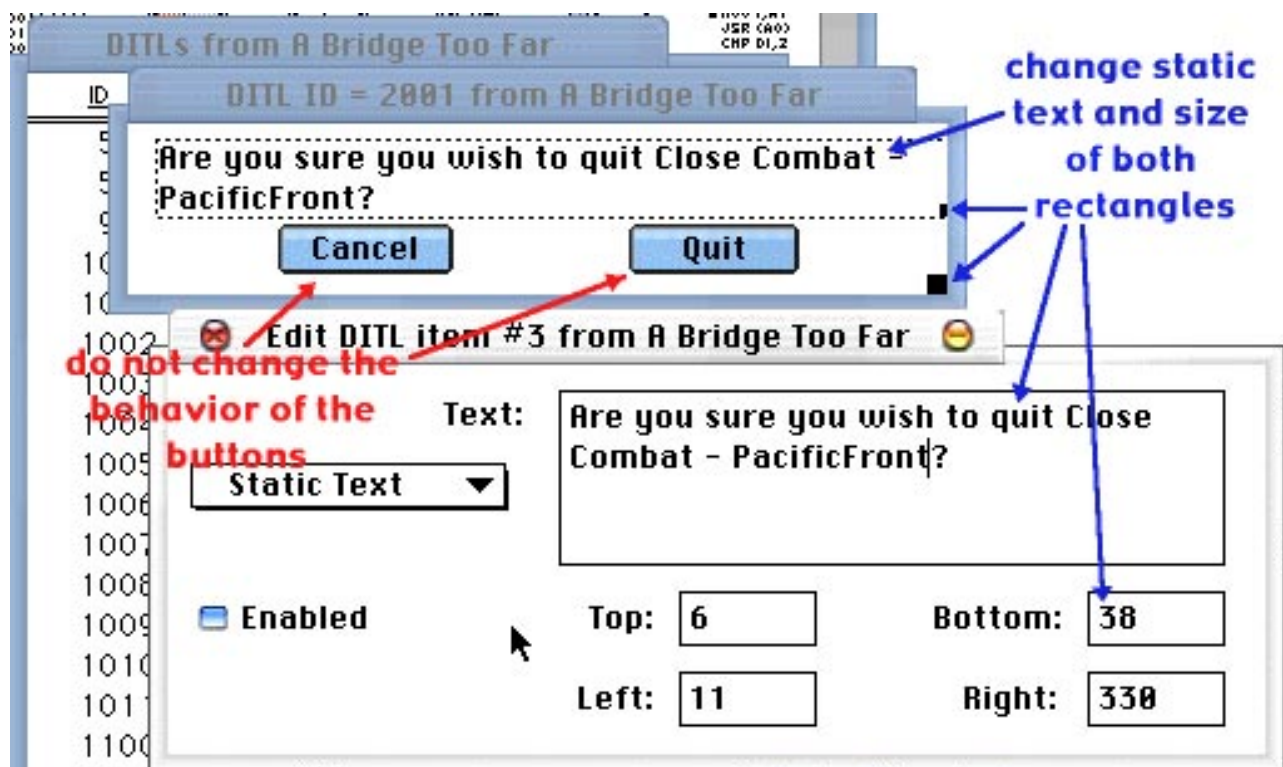 JSR (A0)
CMP D1,2
DITLs from A Bridge Too Far
ID
DITL ID = 2001 from A Bridge Too Far
change static
text and size
of both
rectangles
Are you sure you wish to quit Close Combat -
PacificFront?
Cancel
Quit
1002
Edit DITL item #3 from A Bridge Too Far
do not change the
behavior of the
buttons
1003
1004
1005
1006
1007
1008
1009
1010
1011
1100
Text:
Are you sure you wish to quit Close
Combat - PacificFront?
Static Text
Enabled
Top: 6
Bottom: 38
Left: 11
Right: 330